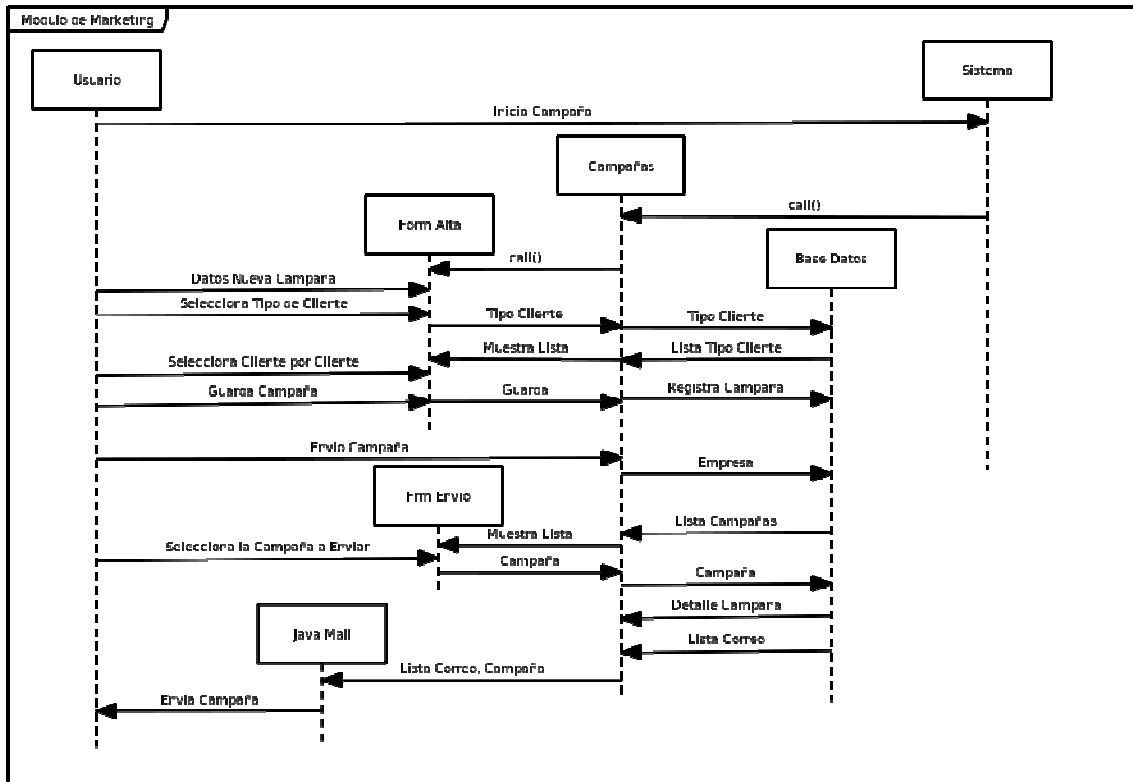 Modulo de Marketing
Usuario
Sistema
Inicio Campaña
Campañas
call()
Form Alta
call()
Base Datos
Datos Nueva Campaña
Selecciona Tipo de Cliente
Tipo Cliente
Tipo Cliente
Muestra Lista
Lista Tipo Cliente
Selecciona Cliente por Cliente
Guarda Campaña
Guarda
Registra Campaña
Envio Campaña
Empresa
Frm Envio
Lista Campañas
Muestra Lista
Selecciona la Campaña a Enviar
Campaña
Campaña
Detalle Campaña
Java Mail
Lista Correo
Lista Correo, Campaña
Envia Campaña